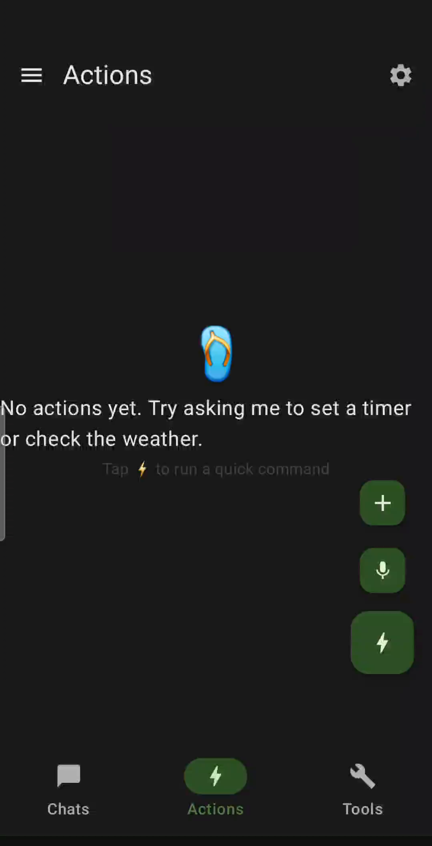 Actions
No actions yet. Try asking me to set a timer
or check the weather.
Tap ⚡ to run a quick command
Chats
Actions
Tools